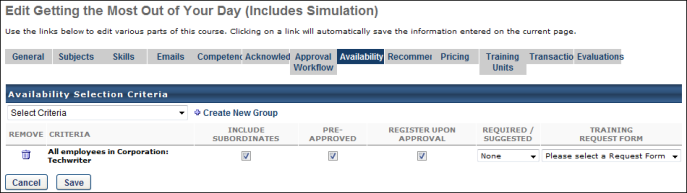 Edit Getting the Most Out of Your Day (Includes Simulation)
Use the links below to edit various parts of this course. Clicking on a link will automatically save the information entered on the current page.
General Subjects Skills Emails Competenc Acknowled Approval Workflow Availability Recommer Pricing Training Units Transactio Evaluations
Availability Selection Criteria
Select Criteria Create New Group
REMOVE CRITERIA INCLUDE SUBORDINATES PRE-APPROVED REGISTER UPON APPROVAL REQUIRED / SUGGESTED TRAINING REQUEST FORM
All employees in Corporation: Techwriter None Please select a Request Form
Cancel Save